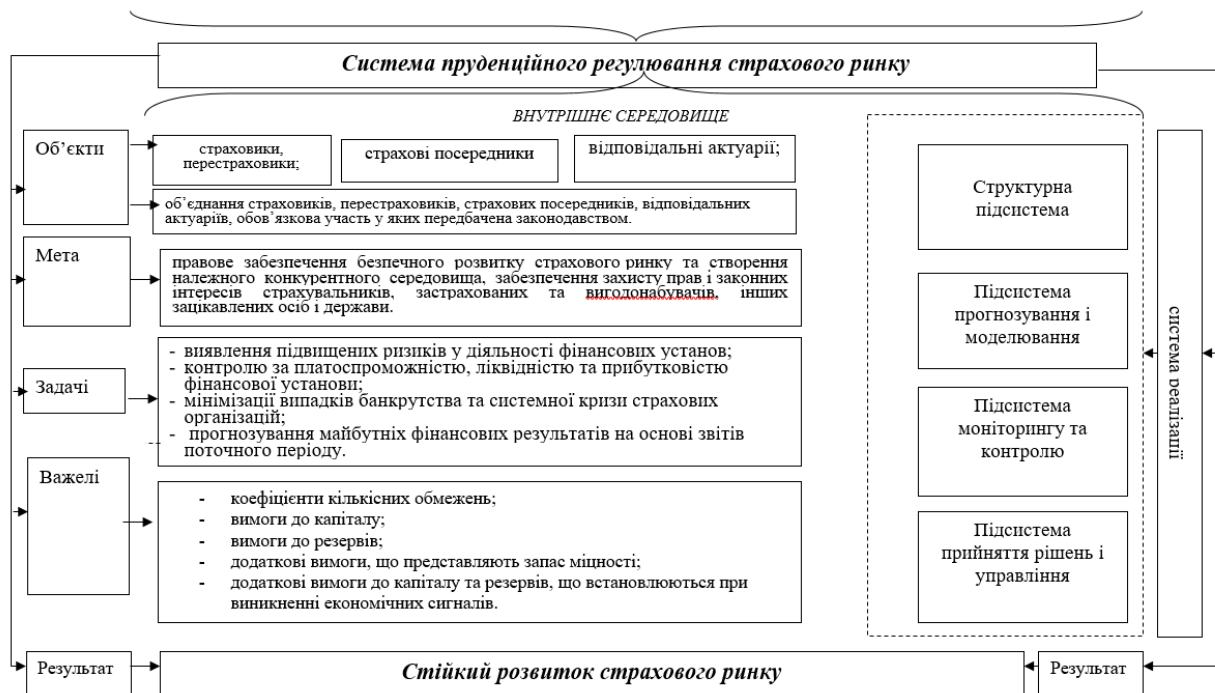 Система пруденційного регулювання страхового ринку
ВНУТРІШНЄ СЕРЕДОВИЩЕ
Об’єкти
страховики,
перестраховики;
страхові посередники
відповідальні актуарії;
об’єднання страховиків, перестраховиків, страхових посередників, відповідальних
актуаріїв, обов’язкова участь у яких передбачена законодавством.
Мета
правове забезпечення безпечного розвитку страхового ринку та створення
належного конкурентного середовища, забезпечення захисту прав і законних
інтересів страхувальників, застрахованих та вигодонабувачів, інших
зацікавлених осіб і держави.
Задачі
- виявлення підвищених ризиків у діяльності фінансових установ;
- контролю за платоспроможністю, ліквідністю та прибутковістю
фінансової установи;
- мінімізації випадків банкрутства та системної кризи страхових
організацій;
- прогнозування майбутніх фінансових результатів на основі звітів
поточного періоду.
Важелі
- коефіцієнти кількісних обмежень;
- вимоги до капіталу;
- вимоги до резервів;
- додаткові вимоги, що представляють запас міцності;
- додаткові вимоги до капіталу та резервів, що встановлюються при
виникненні економічних сигналів.
Структурна
підсистема
Підсистема
прогнозування і
моделювання
Підсистема
моніторингу та
контролю
Підсистема
прийняття рішень і
управління
система реалізації
Результат
Стійкий розвиток страхового ринку
Результат